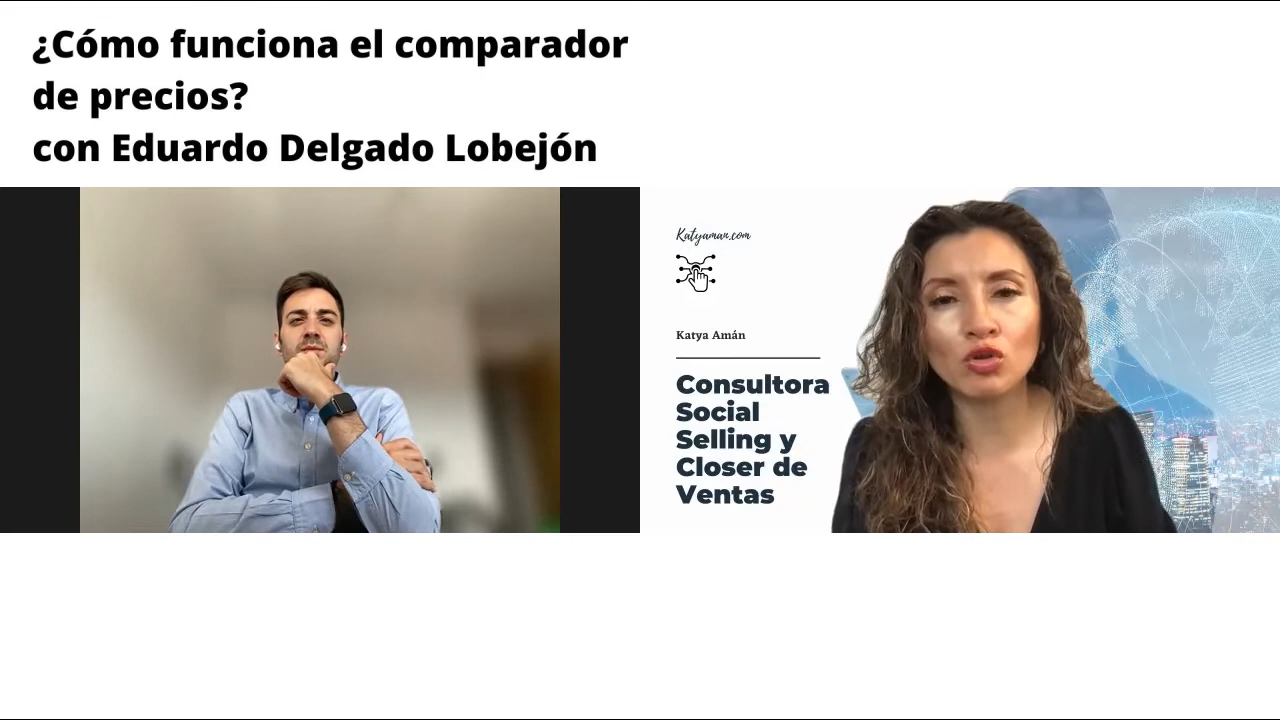 ¿Cómo funciona el comparador
de precios?
con Eduardo Delgado Lobejón
Katyaman.com
Katya Amán
Consultora
Social
Selling y
Closer de
Ventas